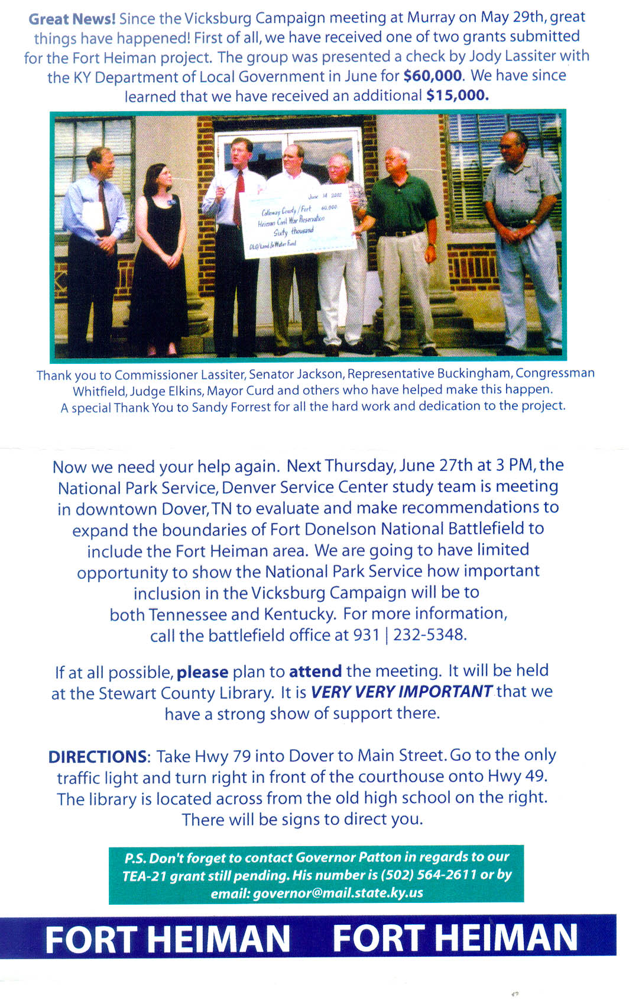 Great News! Since the Vicksburg Campaign meeting at Murray on May 29th, great
things have happened! First of all, we have received one of two grants submitted
for the Fort Heiman project. The group was presented a check by Jody Lassiter with
the KY Department of Local Government in June for $60,000. We have since
learned that we have received an additional $15,000.
June 14 2002
Calloway County/Fort 60,000
Heiman Civil War Reservation
Sixty thousand
DLG/Land & Water Fund
Thank you to Commissioner Lassiter, Senator Jackson, Representative Buckingham, Congressman
Whitfield, Judge Elkins, Mayor Curd and others who have helped make this happen.
A special Thank You to Sandy Forrest for all the hard work and dedication to the project.
Now we need your help again. Next Thursday, June 27th at 3 PM, the
National Park Service, Denver Service Center study team is meeting
in downtown Dover, TN to evaluate and make recommendations to
expand the boundaries of Fort Donelson National Battlefield to
include the Fort Heiman area. We are going to have limited
opportunity to show the National Park Service how important
inclusion in the Vicksburg Campaign will be to
both Tennessee and Kentucky. For more information,
call the battlefield office at 931 | 232-5348.
If at all possible, please plan to attend the meeting. It will be held
at the Stewart County Library. It is VERY VERY IMPORTANT that we
have a strong show of support there.
DIRECTIONS: Take Hwy 79 into Dover to Main Street. Go to the only
traffic light and turn right in front of the courthouse onto Hwy 49.
The library is located across from the old high school on the right.
There will be signs to direct you.
P.S. Don't forget to contact Governor Patton in regards to our
TEA-21 grant still pending. His number is (502) 564-2611 or by
email: governor@mail.state.ky.us
FORT HEIMAN FORT HEIMAN